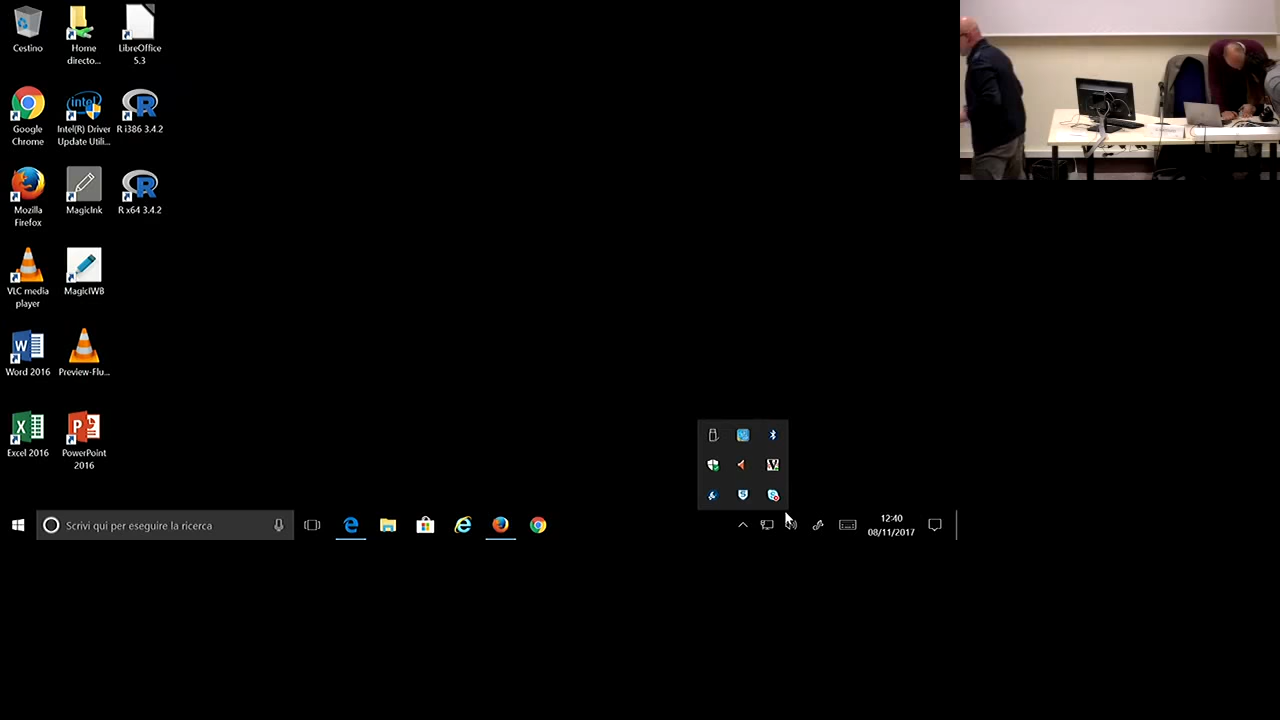 Cestino
Home
directo...
LibreOffice
5.3
Google
Chrome
Intel(R) Driver
Update Utili...
R i386 3.4.2
Mozilla
Firefox
MagicInk
R x64 3.4.2
VLC media
player
MagicIWB
Word 2016
Preview-Flu...
Excel 2016
PowerPoint
2016
Scrivi qui per eseguire la ricerca
12:40
08/11/2017